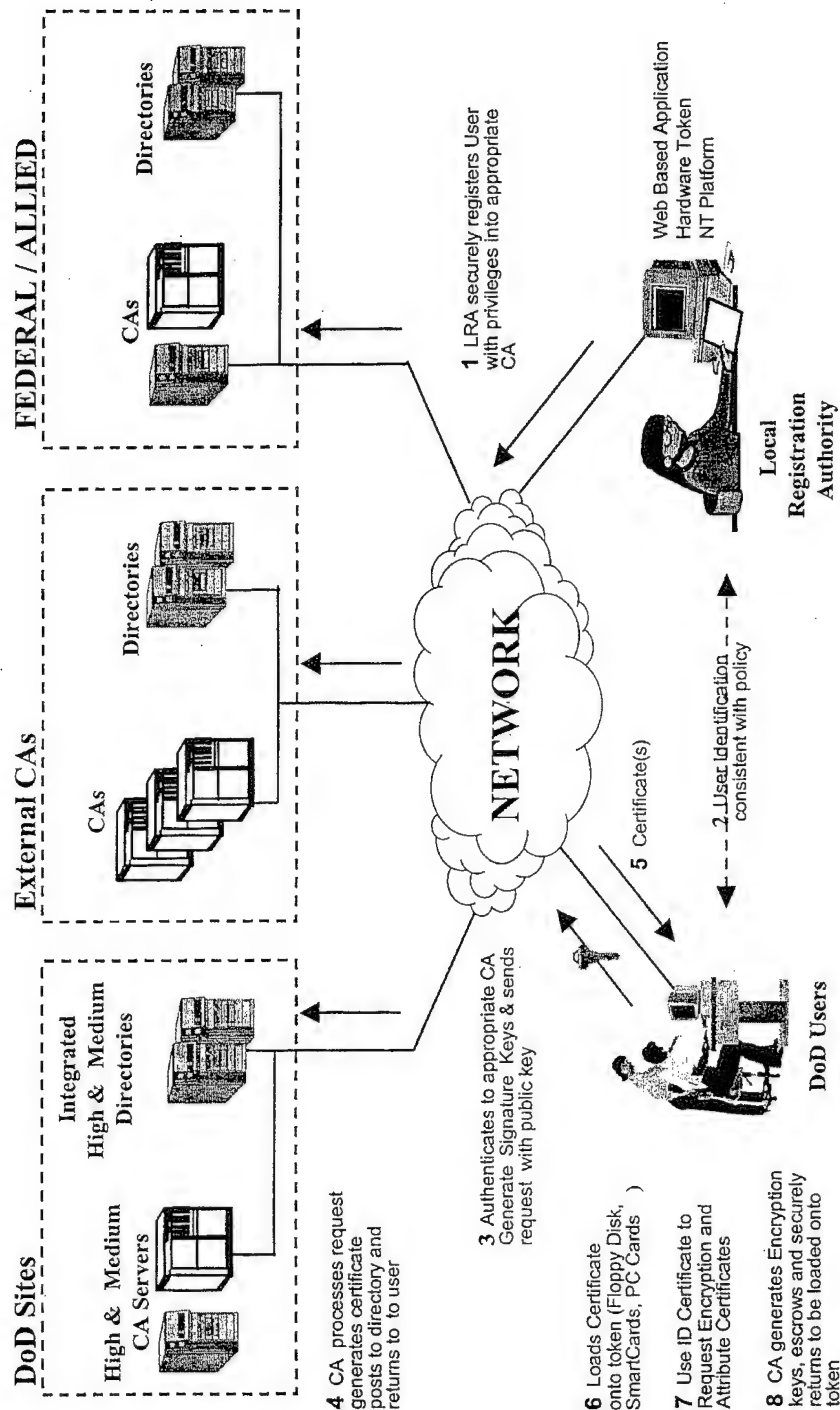 DoD Sites
High & Medium
CA Servers
Integrated
High & Medium
Directories
External CAs
CAs
Directories
FEDERAL / ALLIED
CAs
Directories
4 CA processes request
generates certificate
posts to directory and
returns to to user
3 Authenticates to appropriate CA
Generate Signature Keys & sends
request with public key
NETWORK
1 LRA securely registers User
with privileges into appropriate
CA
5 Certificate(s)
2 User Identification
consistent with policy
Web Based Application
Hardware Token
NT Platform
Local
Registration
Authority
DoD Users
6 Loads Certificate
onto token (Floppy Disk,
SmartCards, PC Cards )
7 Use ID Certificate to
Request Encryption and
Attribute Certificates
8 CA generates Encryption
keys, escrows and securely
returns to be loaded onto
token